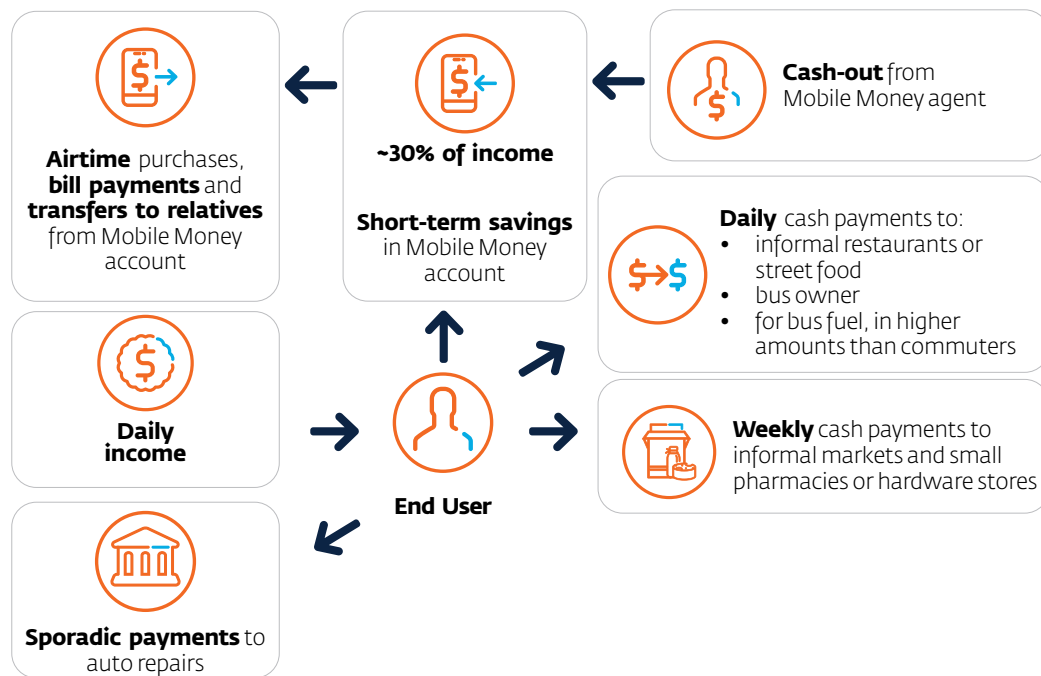 Airtime purchases,
bill payments and
transfers to relatives
from Mobile Money
account
~30% of income
Short-term savings
in Mobile Money
account
Cash-out from
Mobile Money agent
Daily cash payments to:
• informal restaurants or
street food
• bus owner
• for bus fuel, in higher
amounts than commuters
Daily
income
End User
Weekly cash payments to
informal markets and small
pharmacies or hardware stores
Sporadic payments to
auto repairs